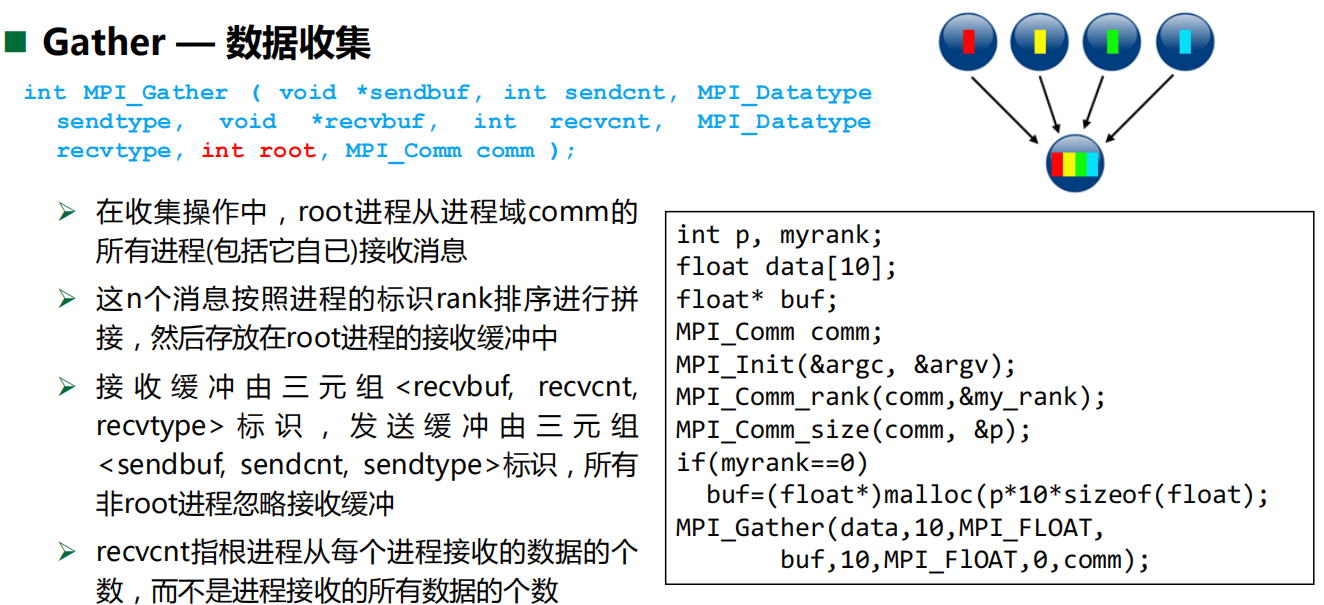 Gather — 数据收集
int MPI_Gather ( void *sendbuf, int sendcnt, MPI_Datatype
sendtype, void *recvbuf, int recvcnt, MPI_Datatype
recvtype, int root, MPI_Comm comm );
在收集操作中，root进程从进程域comm的
所有进程(包括它自已)接收消息
这n个消息按照进程的标识rank排序进行拼
接，然后存放在root进程的接收缓冲中
接收缓冲由三元组<recvbuf, recvcnt,
recvtype>标识，发送缓冲由三元组
<sendbuf, sendcnt, sendtype>标识，所有
非root进程忽略接收缓冲
recvcnt指根进程从每个进程接收的数据的个
数，而不是进程接收的所有数据的个数
int p, myrank;
float data[10];
float* buf;
MPI_Comm comm;
MPI_Init(&argc, &argv);
MPI_Comm_rank(comm,&my_rank);
MPI_Comm_size(comm, &p);
if(myrank==0)
buf=(float*)malloc(p*10*sizeof(float);
MPI_Gather(data,10,MPI_FLOAT,
buf,10,MPI_FlOAT,0,comm);